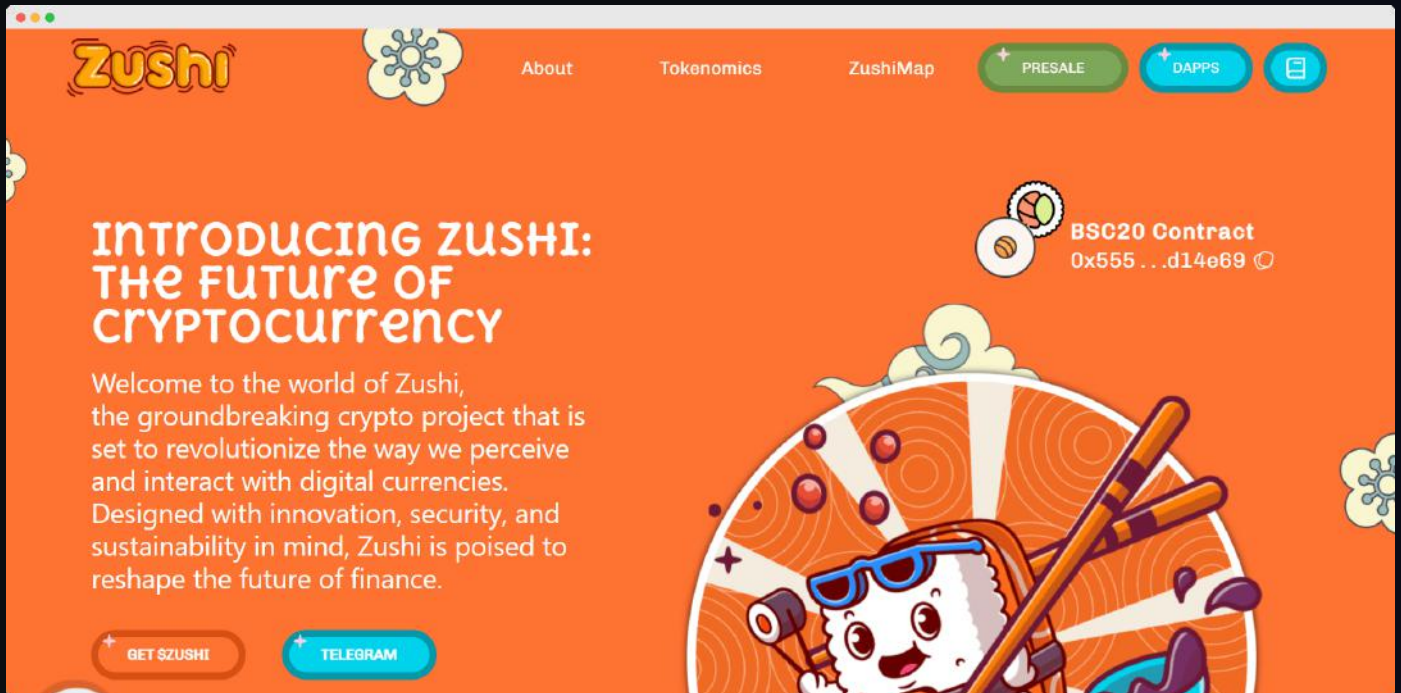 Zushi
About
Tokenomics
ZushiMap
PRESALE
DAPPS
INTRODUCING ZUSHI:
THE FUTURE OF
CRYPTOCURRENCY
BSC20 Contract
0x555...d14e69
Welcome to the world of Zushi,
the groundbreaking crypto project that is
set to revolutionize the way we perceive
and interact with digital currencies.
Designed with innovation, security, and
sustainability in mind, Zushi is poised to
reshape the future of finance.
GET $ZUSHI
TELEGRAM